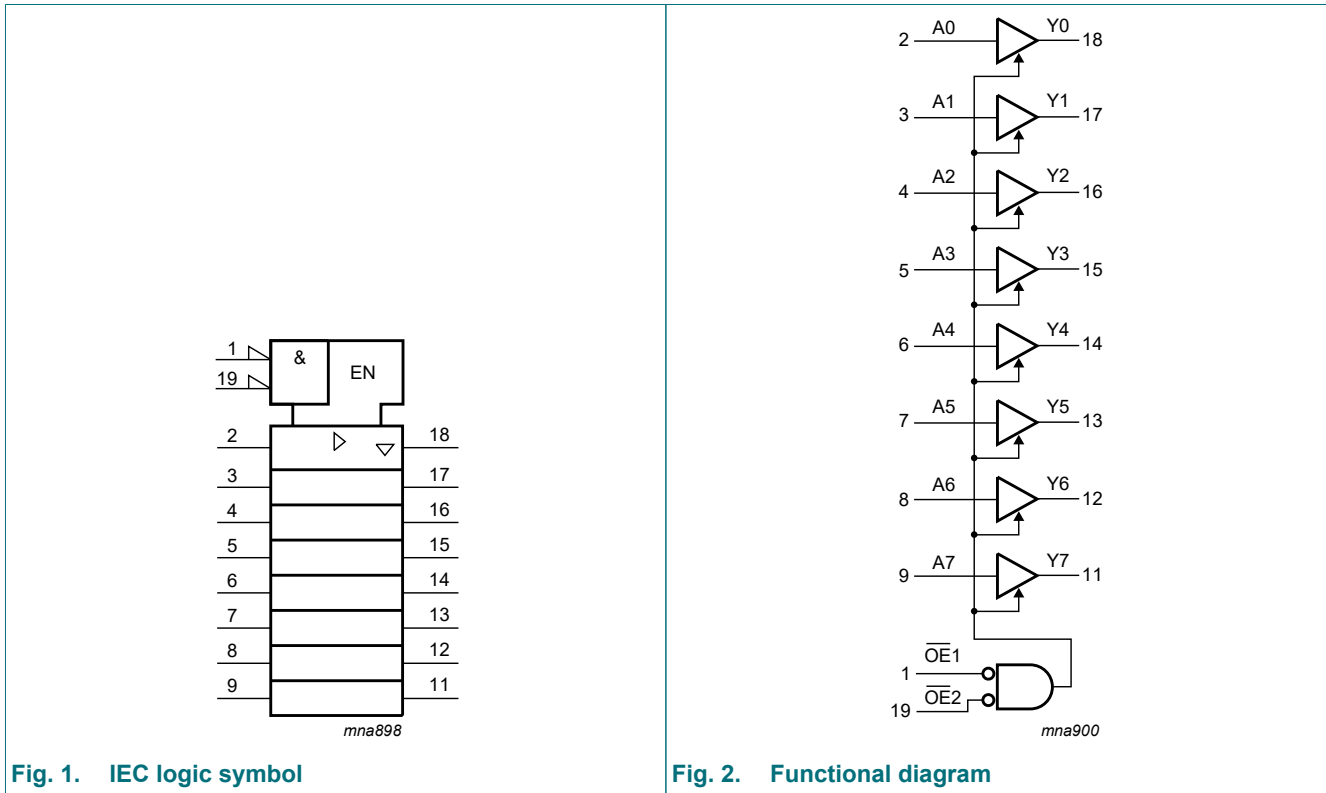 1
&
EN
19
2 18
3 17
4 16
5 15
6 14
7 13
8 12
9 11
mna898
Fig. 1. IEC logic symbol
2 A0 Y0 18
3 A1 Y1 17
4 A2 Y2 16
5 A3 Y3 15
6 A4 Y4 14
7 A5 Y5 13
8 A6 Y6 12
9 A7 Y7 11
1 O̅E̅1
19 O̅E̅2
mna900
Fig. 2. Functional diagram